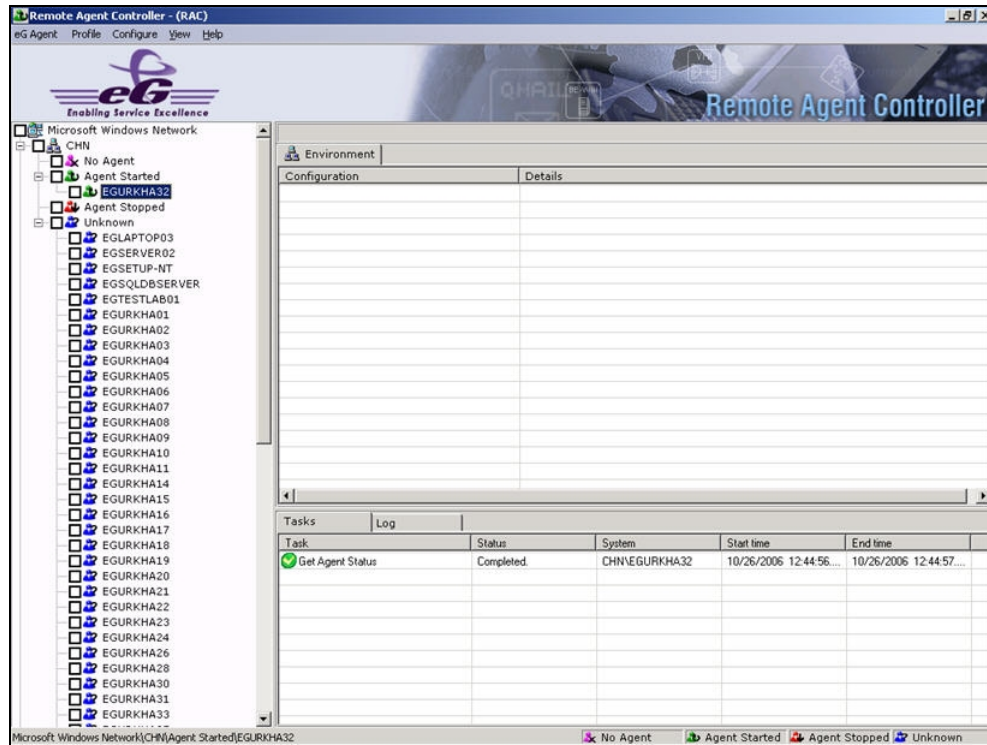 Remote Agent Controller - (RAC)
eG Agent Profile Configure View Help
eG
Enabling Service Excellence
QHAIL
Remote Agent Controller
Microsoft Windows Network
CHN
No Agent
Agent Started
EGURKHA32
Agent Stopped
Unknown
EGLAPTOP03
EGSERVER02
EGSETUP-NT
EGSQLDBSERVER
EGTESTLAB01
EGURKHA01
EGURKHA02
EGURKHA03
EGURKHA04
EGURKHA05
EGURKHA06
EGURKHA07
EGURKHA08
EGURKHA09
EGURKHA10
EGURKHA11
EGURKHA14
EGURKHA15
EGURKHA16
EGURKHA17
EGURKHA18
EGURKHA19
EGURKHA20
EGURKHA21
EGURKHA22
EGURKHA23
EGURKHA24
EGURKHA26
EGURKHA28
EGURKHA30
EGURKHA31
EGURKHA33
Environment
Configuration Details
Tasks Log
Task Status System Start time End time
Get Agent Status Completed. CHN\EGURKHA32 10/26/2006 12:44:56.... 10/26/2006 12:44:57....
Microsoft Windows Network\CHN\Agent Started\EGURKHA32 No Agent Agent Started Agent Stopped Unknown